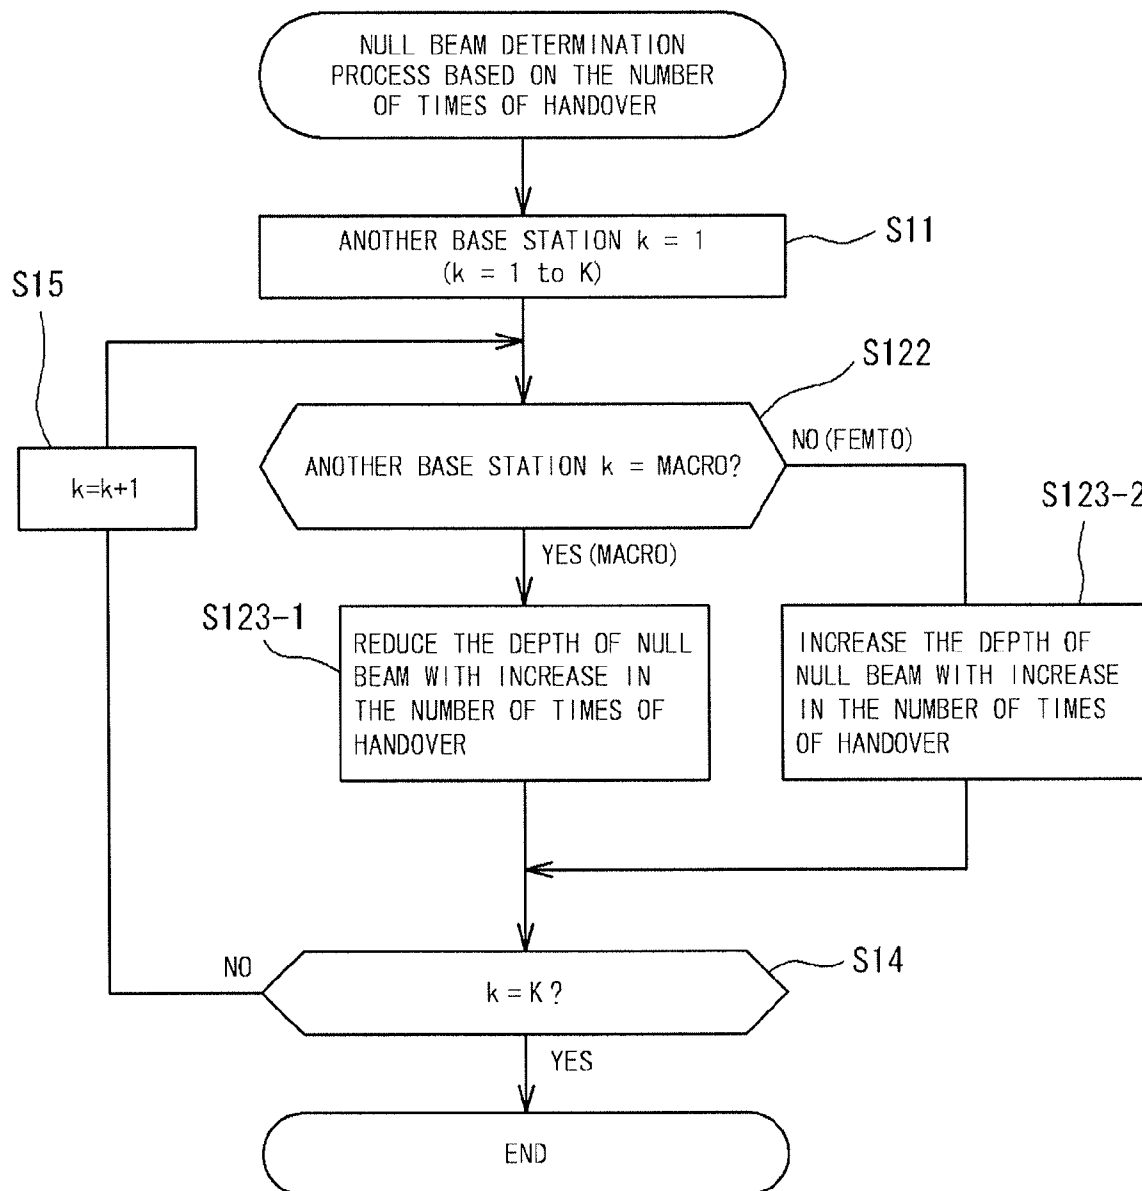 NULL BEAM DETERMINATION
PROCESS BASED ON THE NUMBER
OF TIMES OF HANDOVER
ANOTHER BASE STATION k = 1
(k = 1 to K)
S11
S15
S122
k=k+1
ANOTHER BASE STATION k = MACRO?
NO(FEMTO)
S123-2
YES(MACRO)
S123-1
REDUCE THE DEPTH OF NULL
BEAM WITH INCREASE IN
THE NUMBER OF TIMES OF
HANDOVER
INCREASE THE DEPTH OF
NULL BEAM WITH INCREASE
IN THE NUMBER OF TIMES
OF HANDOVER
NO
k = K?
S14
YES
END